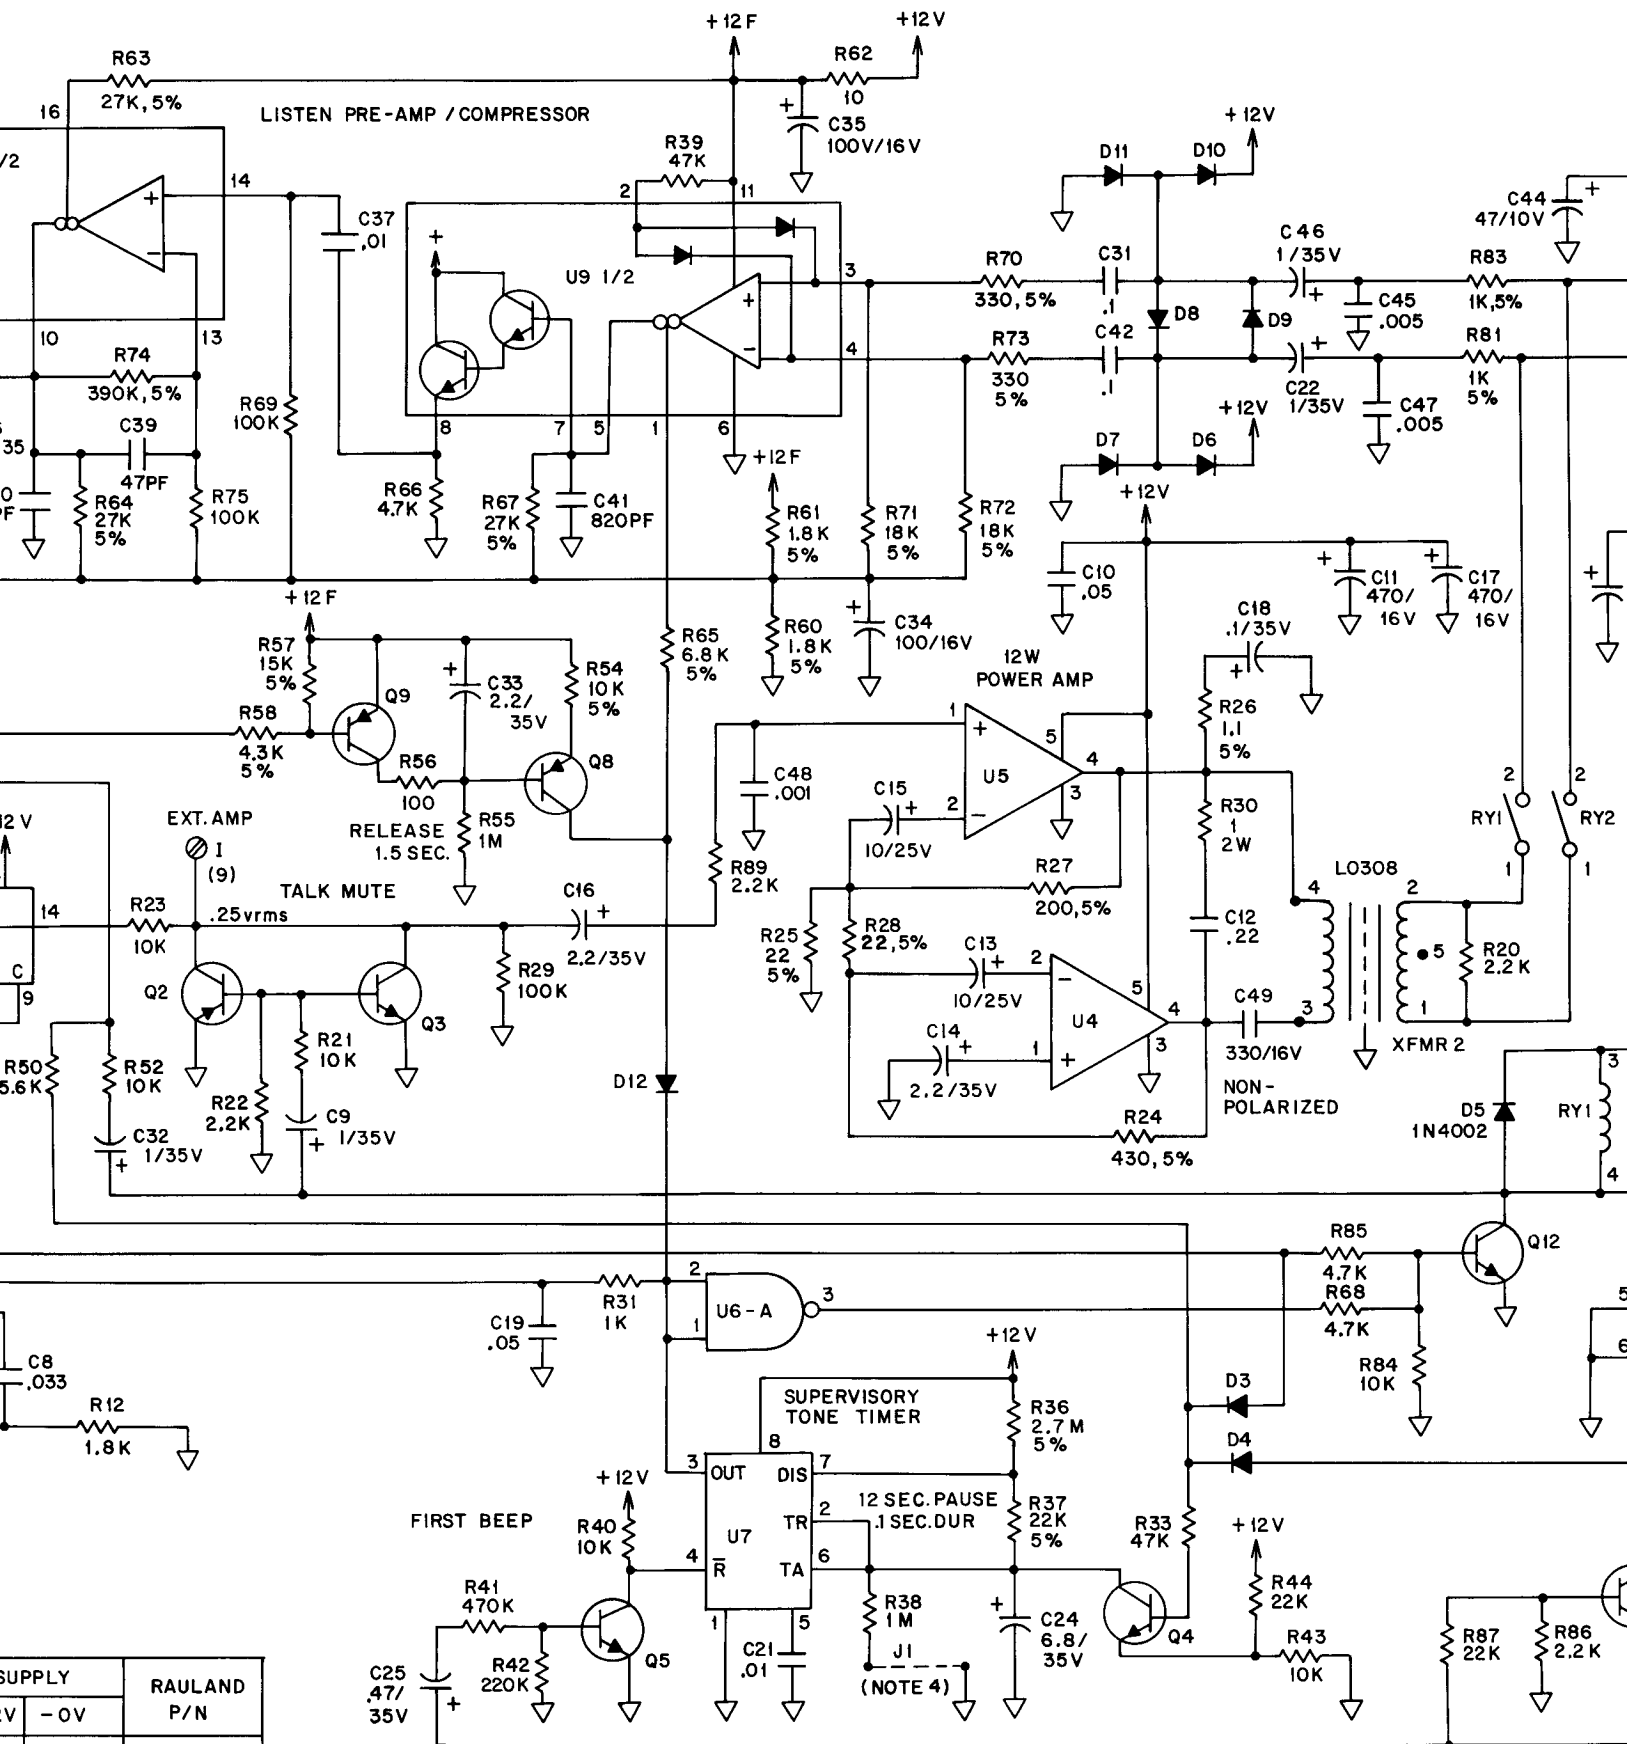 +12F
+12V
R63
27K, 5%
R62
10
16
LISTEN PRE-AMP / COMPRESSOR
+
C35
100V/16V
/2
R39
47K
14
2
11
+
−
C37
.01
+
U9 1/2
+
−
3
4
10
13
R74
390K, 5%
R69
100K
C39
47PF
8
7
5
1
6
35
R64
27K
5%
R75
100K
R66
4.7K
R67
27K
5%
C41
820PF
+12F
R61
1.8K
5%
R71
18K
5%
R72
18K
5%
R60
1.8K
5%
+
C34
100/16V
R65
6.8K
5%
D11
D10
+12V
R70
330, 5%
C31
.1
C46
1/35V
+
C45
.005
R83
1K, 5%
C44
47/10V
+
D8
D9
R73
330
5%
C42
.1
+
C22
1/35V
R81
1K
5%
C47
.005
D7
D6
+12V
+12V
C10
.05
+
C11
470/
16V
+
C17
470/
16V
+
+12F
R57
15K
5%
Q9
+
C33
2.2/
35V
R54
10K
5%
R58
4.3K
5%
R56
100
Q8
RELEASE
1.5 SEC.
R55
1M
12W
POWER AMP
C18
.1/35V
+
R26
1.1
5%
1
+
C48
.001
U5
5
4
3
C15
+
2
−
10/25V
R30
1
2W
R27
200, 5%
R89
2.2K
2
2
RY1
RY2
1
1
12 V
EXT. AMP
I
(9)
TALK MUTE
14
R23
10K
.25vrms
C16
+
2.2/35V
C
9
Q2
Q3
R29
100K
R25
22
5%
R28
22, 5%
C13
+
10/25V
2
−
C12
.22
4
LO308
2
5
R20
2.2K
3
1
XFMR 2
U4
5
4
3
C49
330/16V
NON-
POLARIZED
C14
+
2.2/35V
1
+
R24
430, 5%
R50
5.6K
R52
10K
R21
10K
R22
2.2K
C9
+
1/35V
C32
+
1/35V
D12
D5
1N4002
RY1
3
4
R85
4.7K
R68
4.7K
Q12
R84
10K
2
1
U6-A
3
R31
1K
C19
.05
C8
.033
R12
1.8K
+12V
SUPERVISORY
TONE TIMER
R36
2.7M
5%
D3
D4
5
6
8
3
OUT
DIS
7
12 SEC. PAUSE
.1 SEC. DUR
R37
22K
5%
2
TR
U7
4
R̅
TA
6
1
5
+12V
R40
10K
FIRST BEEP
R41
470K
R42
220K
Q5
C25
.47/
35V
+
C21
.01
R38
1M
J1
(NOTE 4)
+
C24
6.8/
35V
R33
47K
Q4
+12V
R44
22K
R43
10K
R87
22K
R86
2.2K
SUPPLY
RAULAND
P/N
-0V